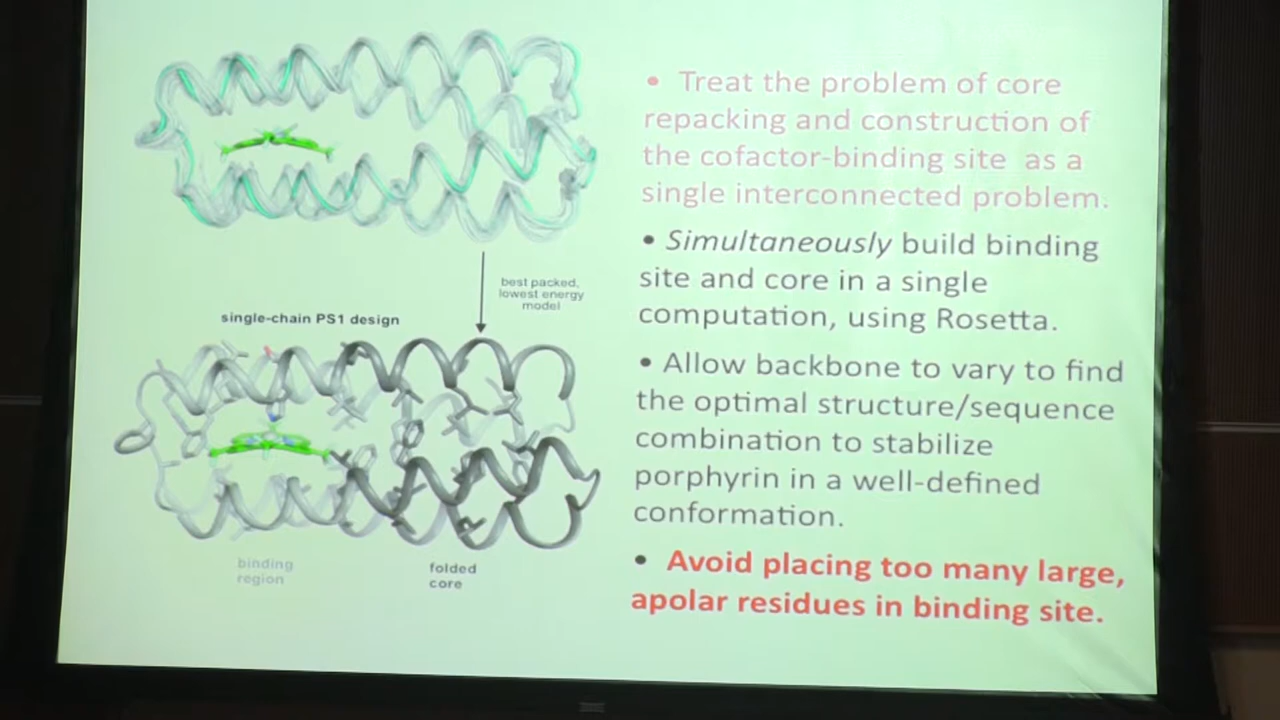 • Treat the problem of core
repacking and construction of
the cofactor-binding site as a
single interconnected problem.
• Simultaneously build binding
site and core in a single
computation, using Rosetta.
• Allow backbone to vary to find
the optimal structure/sequence
combination to stabilize
porphyrin in a well-defined
conformation.
• Avoid placing too many large,
apolar residues in binding site.
best packed,
lowest energy
model
single-chain PS1 design
binding
region
folded
core